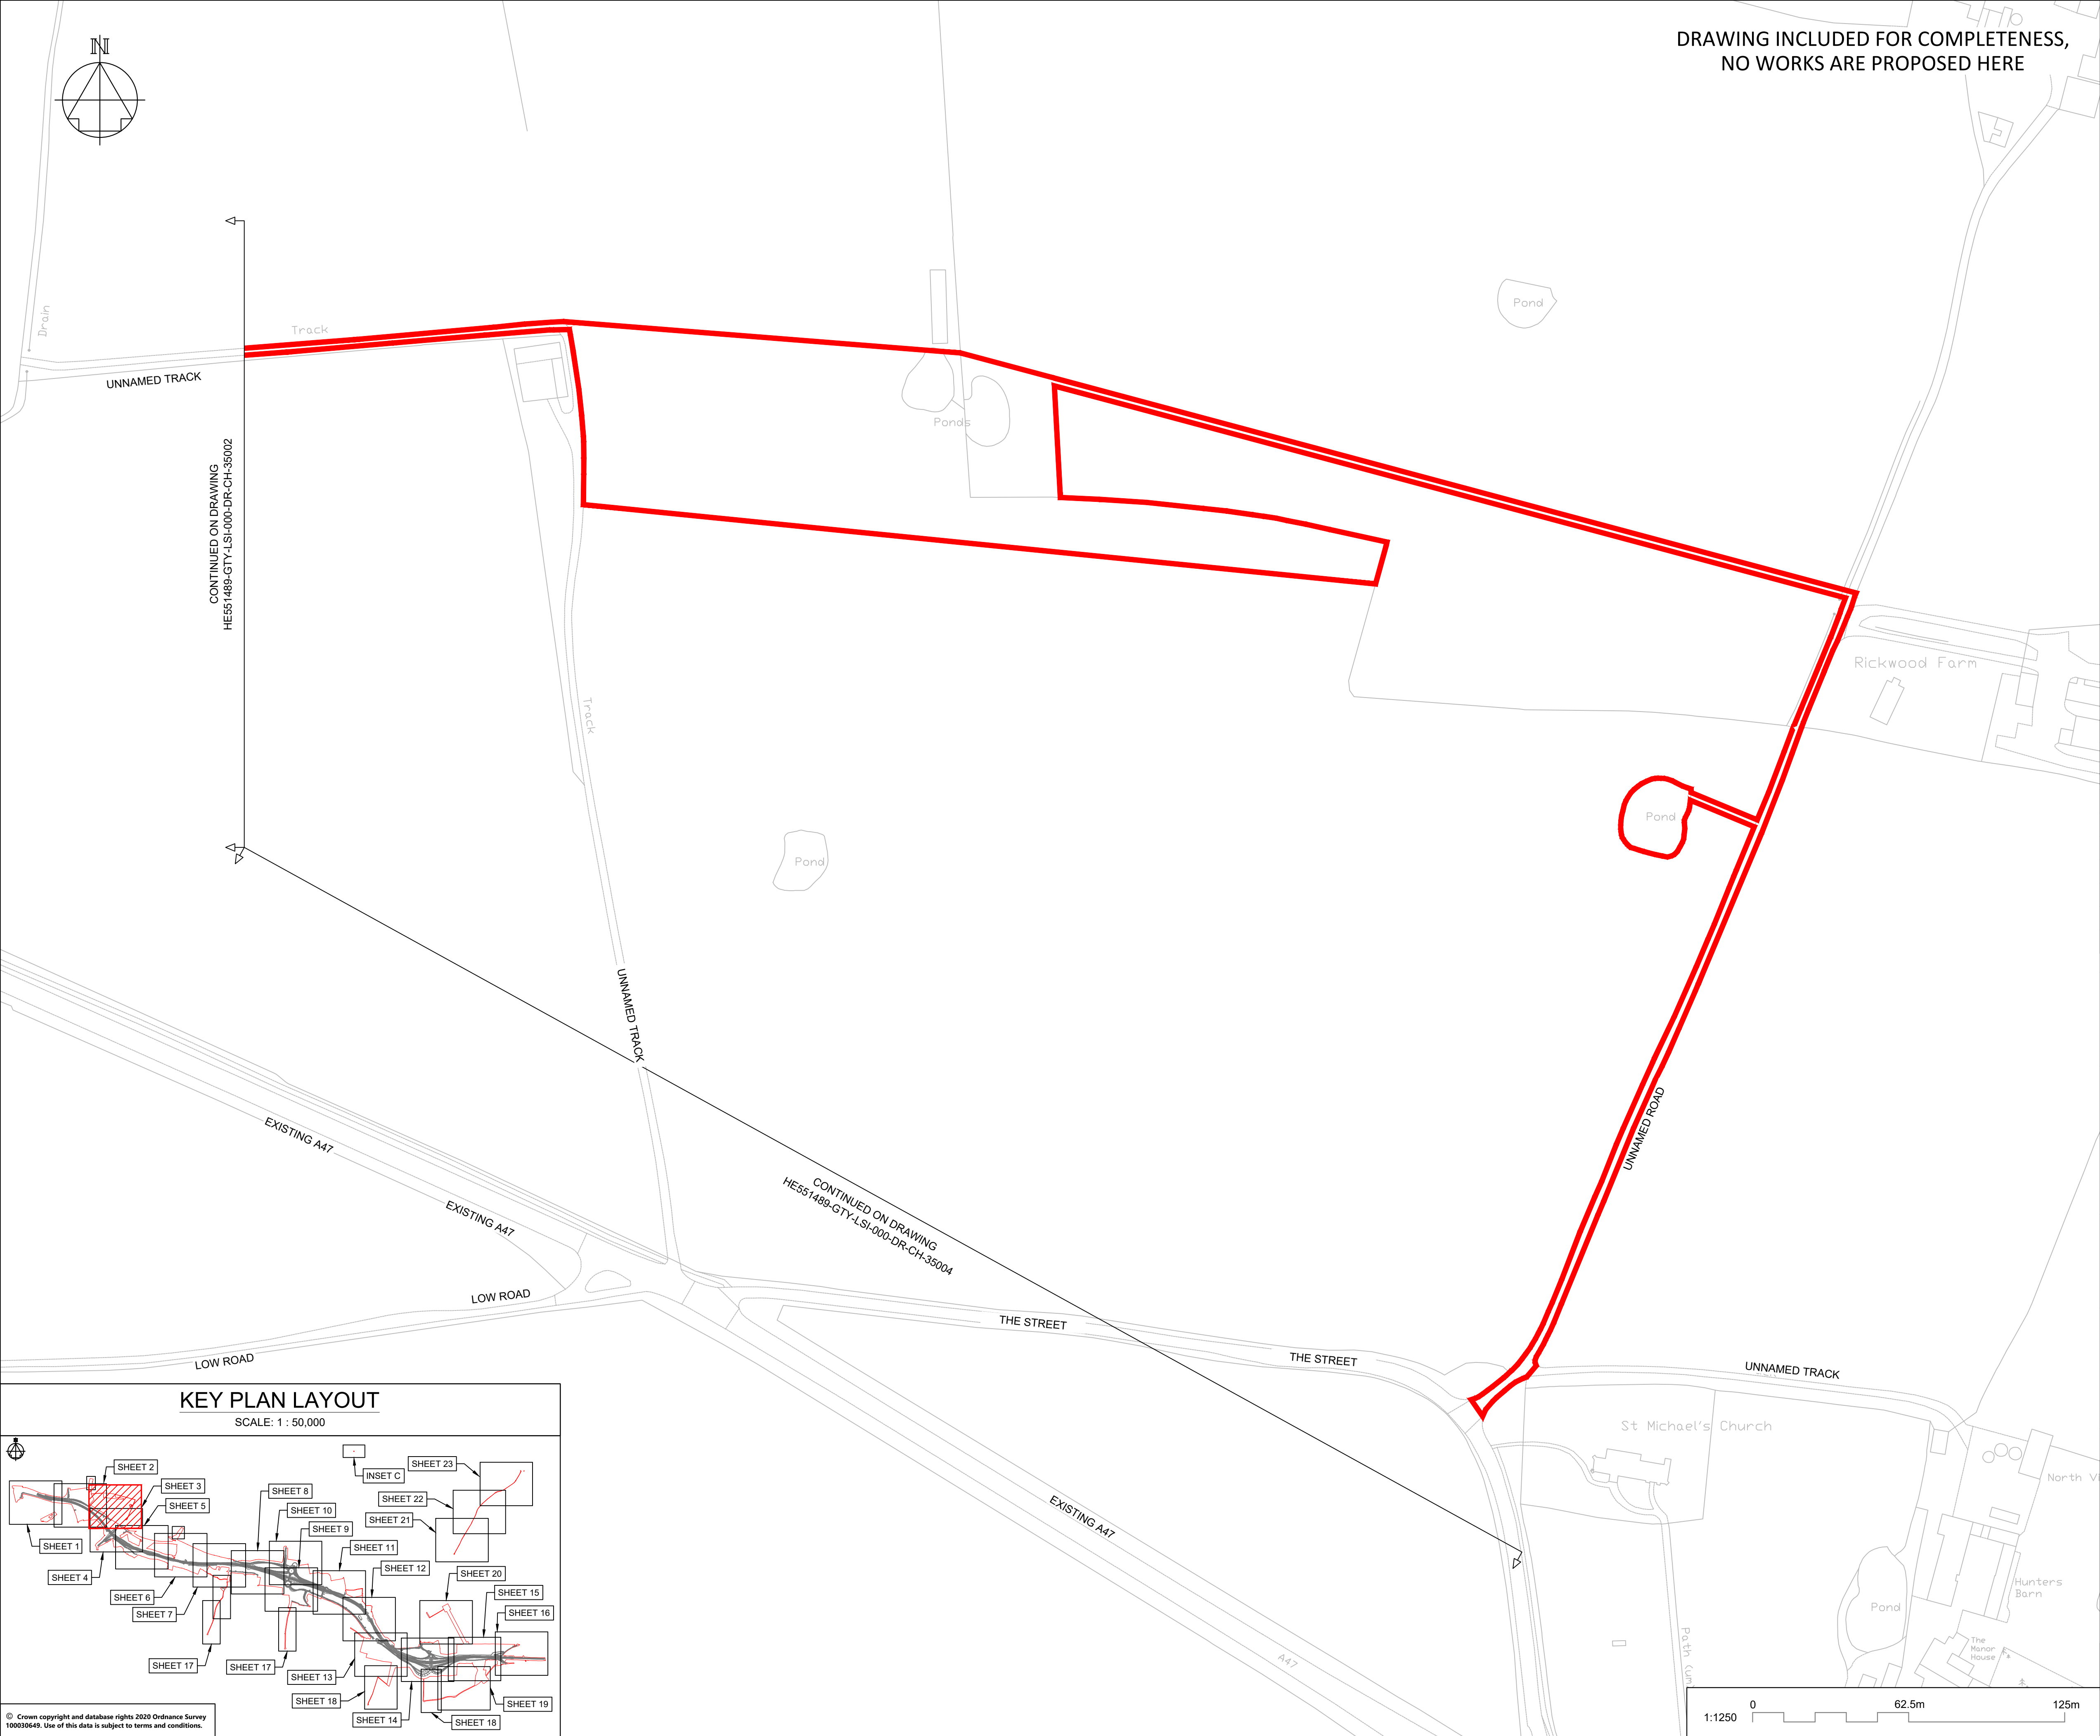 N
DRAWING INCLUDED FOR COMPLETENESS,
NO WORKS ARE PROPOSED HERE
Drain
Track
UNNAMED TRACK
CONTINUED ON DRAWING
HE551489-GTY-LSI-000-DR-CH-35002
Pond
Ponds
Rickwood Farm
Track
Pond
Pond
UNNAMED TRACK
UNNAMED ROAD
EXISTING A47
EXISTING A47
CONTINUED ON DRAWING
HE551489-GTY-LSI-000-DR-CH-35004
LOW ROAD
LOW ROAD
THE STREET
THE STREET
UNNAMED TRACK
St Michael's Church
North Vi
EXISTING A47
Hunters
Barn
Pond
The
Manor
House
A47
Path (um)
KEY PLAN LAYOUT
SCALE: 1 : 50,000
SHEET 2
SHEET 3
SHEET 5
SHEET 1
SHEET 4
SHEET 6
SHEET 7
SHEET 8
SHEET 10
SHEET 9
SHEET 11
SHEET 12
INSET C
SHEET 23
SHEET 22
SHEET 21
SHEET 20
SHEET 15
SHEET 16
SHEET 17
SHEET 17
SHEET 13
SHEET 18
SHEET 14
SHEET 18
SHEET 19
© Crown copyright and database rights 2020 Ordnance Survey
100030649. Use of this data is subject to terms and conditions.
1:1250
0 62.5m 125m